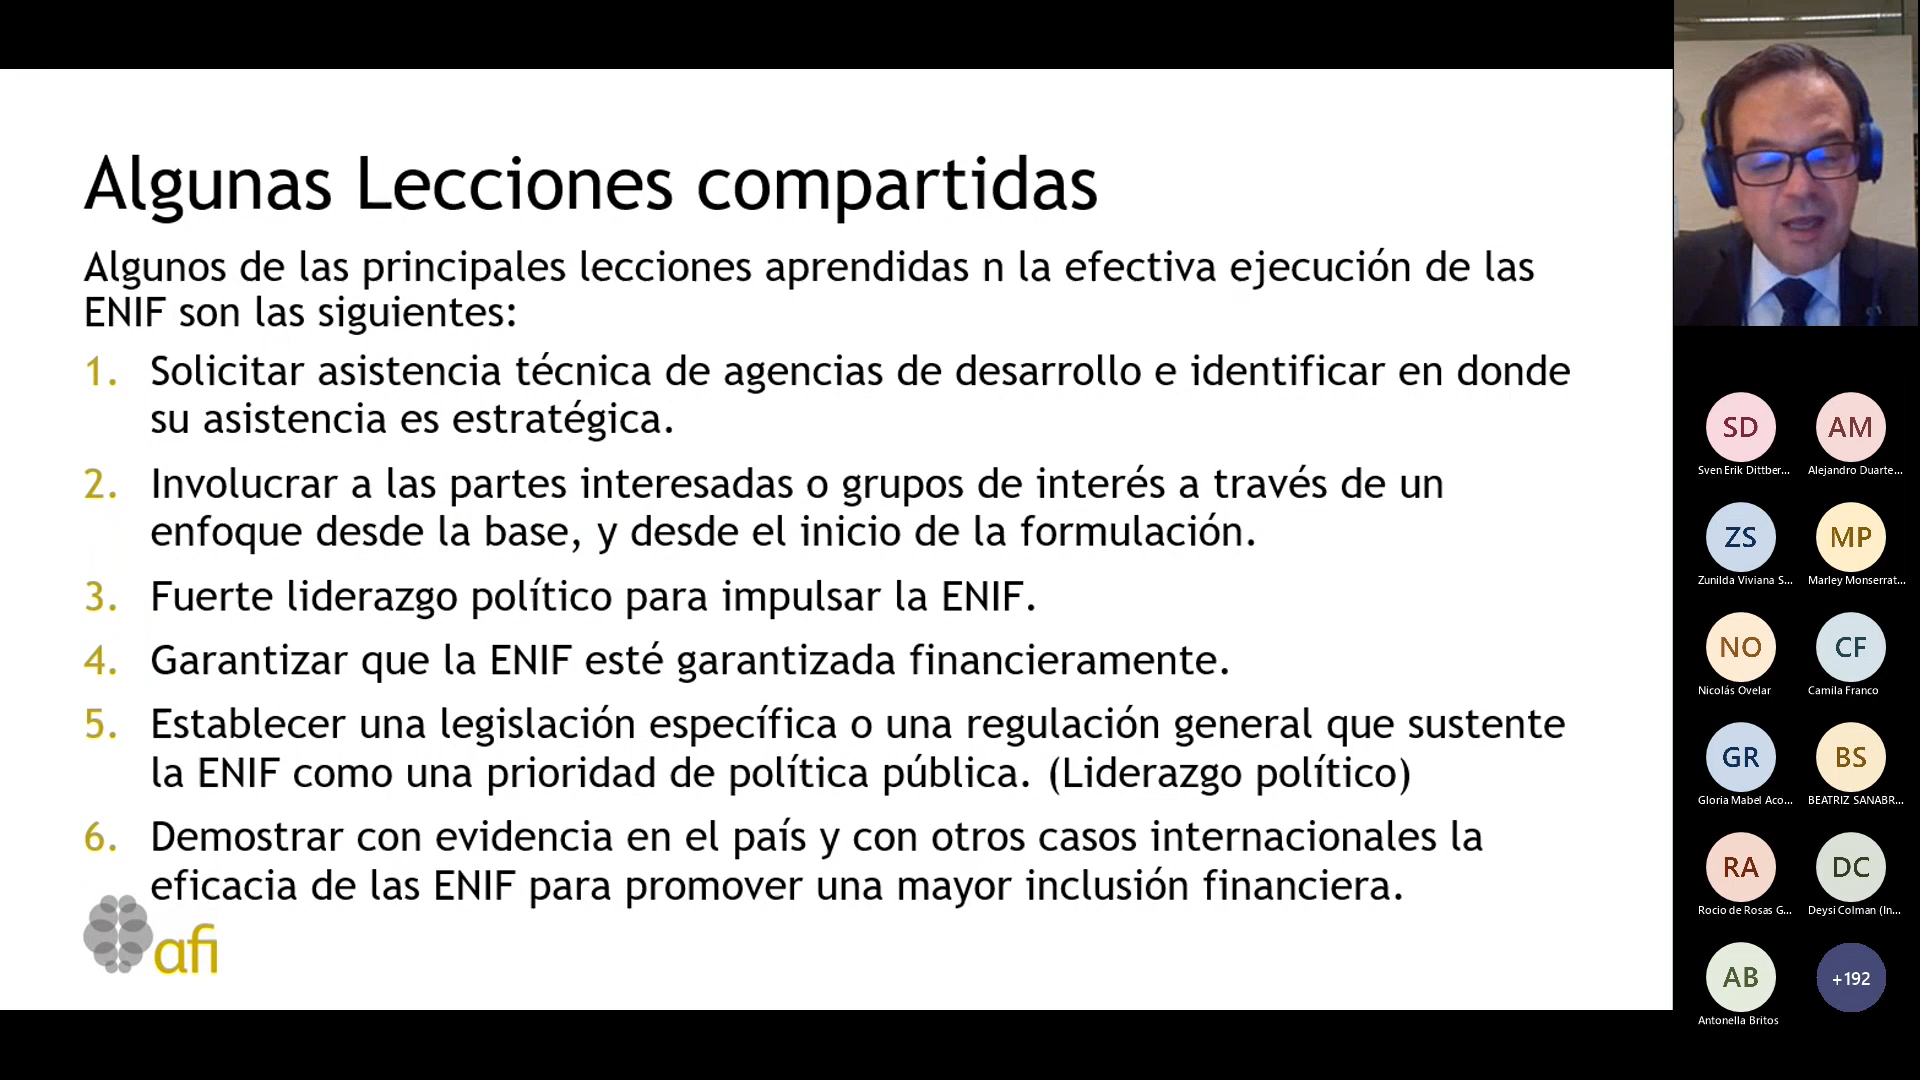 Algunas Lecciones compartidas
Algunos de las principales lecciones aprendidas n la efectiva ejecución de las
ENIF son las siguientes:
1. Solicitar asistencia técnica de agencias de desarrollo e identificar en donde
su asistencia es estratégica.
2. Involucrar a las partes interesadas o grupos de interés a través de un
enfoque desde la base, y desde el inicio de la formulación.
3. Fuerte liderazgo político para impulsar la ENIF.
4. Garantizar que la ENIF esté garantizada financieramente.
5. Establecer una legislación específica o una regulación general que sustente
la ENIF como una prioridad de política pública. (Liderazgo político)
6. Demostrar con evidencia en el país y con otros casos internacionales la
eficacia de las ENIF para promover una mayor inclusión financiera.
afi
SD AM
Sven Erik Dittber... Alejandro Duarte...
ZS MP
Zunilda Viviana S... Marley Monserrat...
NO CF
Nicolás Ovelar Camila Franco
GR BS
Gloria Mabel Aco... BEATRIZ SANABR...
RA DC
Rocio de Rosas G... Deysi Colman (In...
AB +192
Antonella Britos